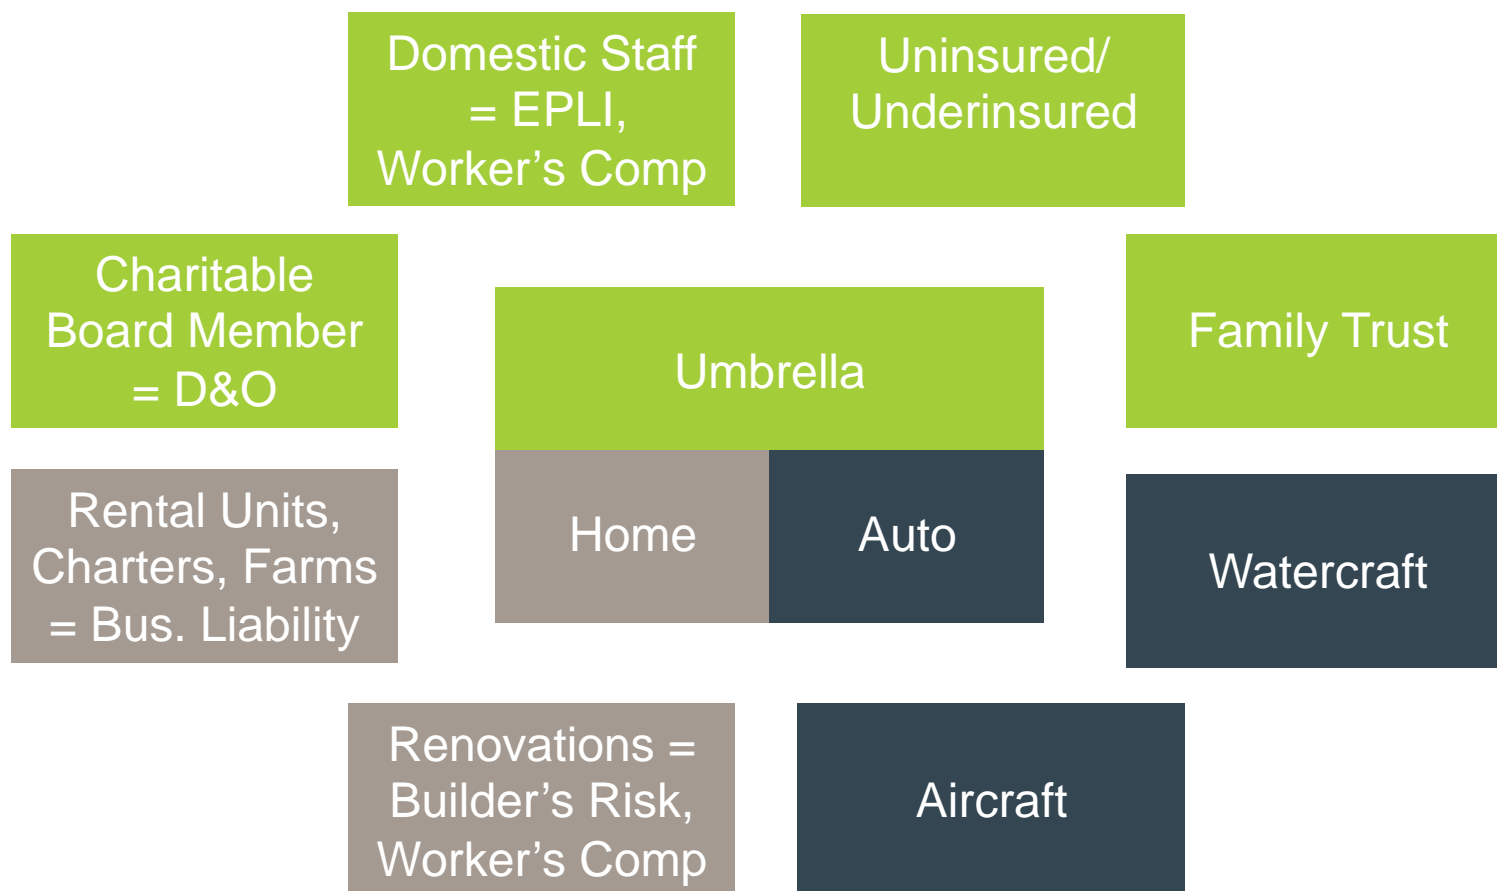 Domestic Staff
= EPLI,
Worker’s Comp
Uninsured/
Underinsured
Charitable
Board Member
= D&O
Umbrella
Family Trust
Rental Units,
Charters, Farms
= Bus. Liability
Home
Auto
Watercraft
Renovations =
Builder’s Risk,
Worker’s Comp
Aircraft